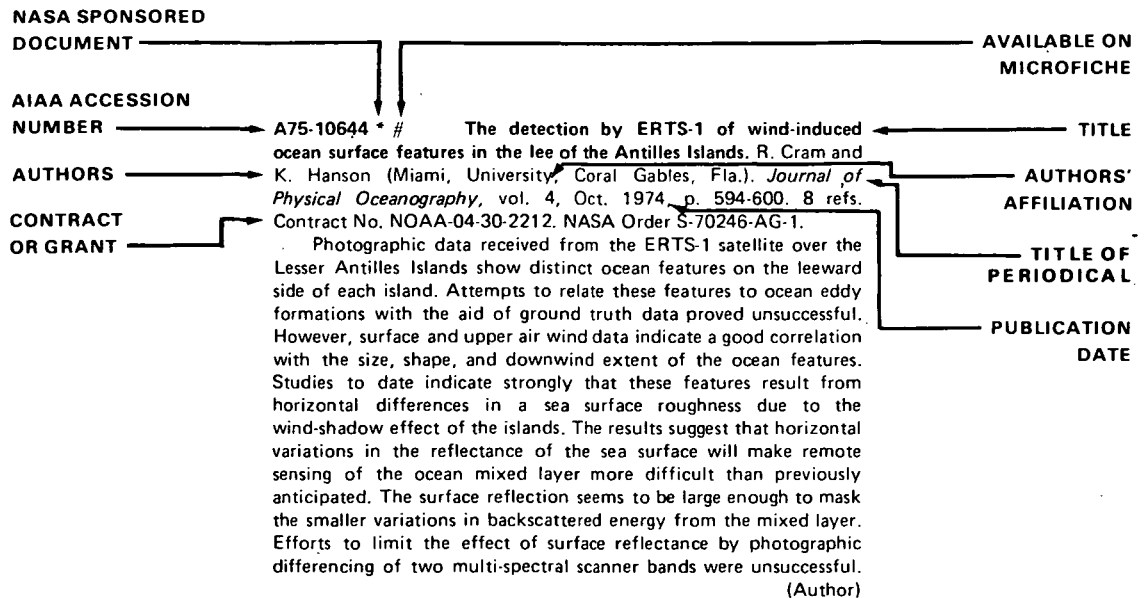 NASA SPONSORED
DOCUMENT
AVAILABLE ON
MICROFICHE
AIAA ACCESSION
NUMBER
A75-10644 * # The detection by ERTS-1 of wind-induced
TITLE
ocean surface features in the lee of the Antilles Islands. R. Cram and
AUTHORS
K. Hanson (Miami, University, Coral Gables, Fla.). Journal of
AUTHORS'
AFFILIATION
Physical Oceanography, vol. 4, Oct. 1974, p. 594-600. 8 refs.
CONTRACT
OR GRANT
Contract No. NOAA-04-30-2212. NASA Order S-70246-AG-1.
TITLE OF
PERIODICAL
Photographic data received from the ERTS-1 satellite over the
Lesser Antilles Islands show distinct ocean features on the leeward
side of each island. Attempts to relate these features to ocean eddy
formations with the aid of ground truth data proved unsuccessful.
PUBLICATION
DATE
However, surface and upper air wind data indicate a good correlation
with the size, shape, and downwind extent of the ocean features.
Studies to date indicate strongly that these features result from
horizontal differences in a sea surface roughness due to the
wind-shadow effect of the islands. The results suggest that horizontal
variations in the reflectance of the sea surface will make remote
sensing of the ocean mixed layer more difficult than previously
anticipated. The surface reflection seems to be large enough to mask
the smaller variations in backscattered energy from the mixed layer.
Efforts to limit the effect of surface reflectance by photographic
differencing of two multi-spectral scanner bands were unsuccessful.
(Author)